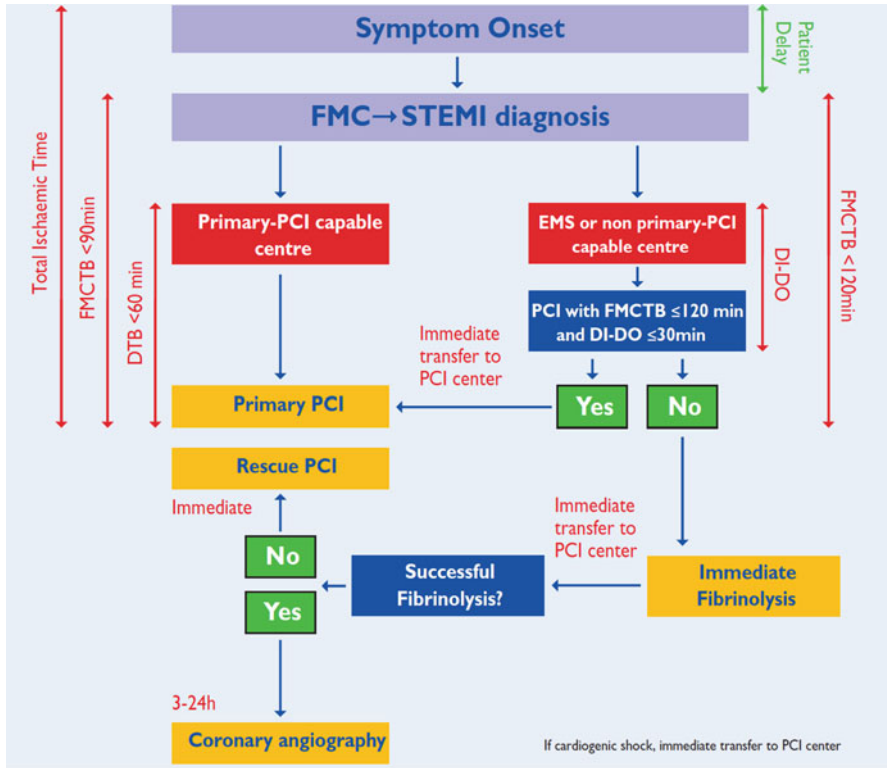 Symptom Onset
Patient
Delay
FMC→STEMI diagnosis
Total Ischaemic Time
FMCTB <90min
DTB <60 min
Primary-PCI capable
centre
EMS or non primary-PCI
capable centre
DI-DO
FMCTB <120min
PCI with FMCTB ≤120 min
and DI-DO ≤30min
Immediate
transfer to
PCI center
Yes
No
Primary PCI
Rescue PCI
Immediate
Immediate
transfer to
PCI center
No
Yes
Successful
Fibrinolysis?
Immediate
Fibrinolysis
3-24h
Coronary angiography
If cardiogenic shock, immediate transfer to PCI center